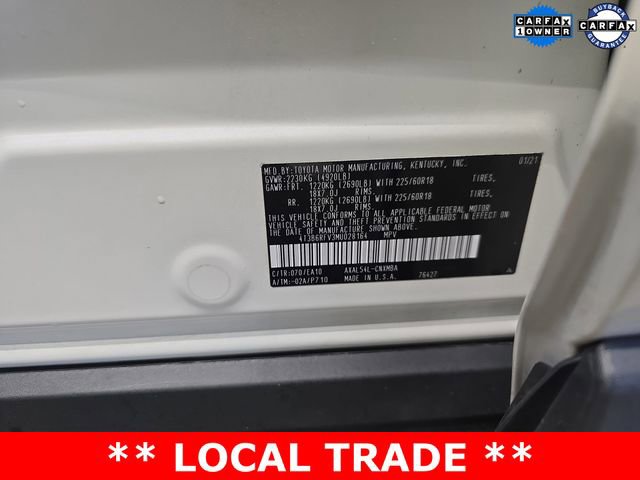 CARFAX
1 OWNER
BUYBACK
CARFAX
GUARANTEE
MFD.BY:TOYOTA MOTOR MANUFACTURING, KENTUCKY, INC. 01/21
GVWR:2230KG (4920LB)
GAWR:FRT. 1220KG (2690LB) WITH 225/60R18 TIRES,
18X7.0J RIMS,
RR. 1220KG (2690LB) WITH 225/60R18 TIRES,
18X7.0J RIMS,
THIS VEHICLE CONFORMS TO ALL APPLICABLE FEDERAL MOTOR
VEHICLE SAFETY STANDARDS IN EFFECT ON THE DATE OF
MANUFACTURE SHOWN ABOVE.
4T3B6RFV3MU028164 MPV
C/TR:070/EA10 AXAL54L-CNXMBA
A/TM:-02A/P710 MADE IN U.S.A. 76427 A
** LOCAL TRADE **